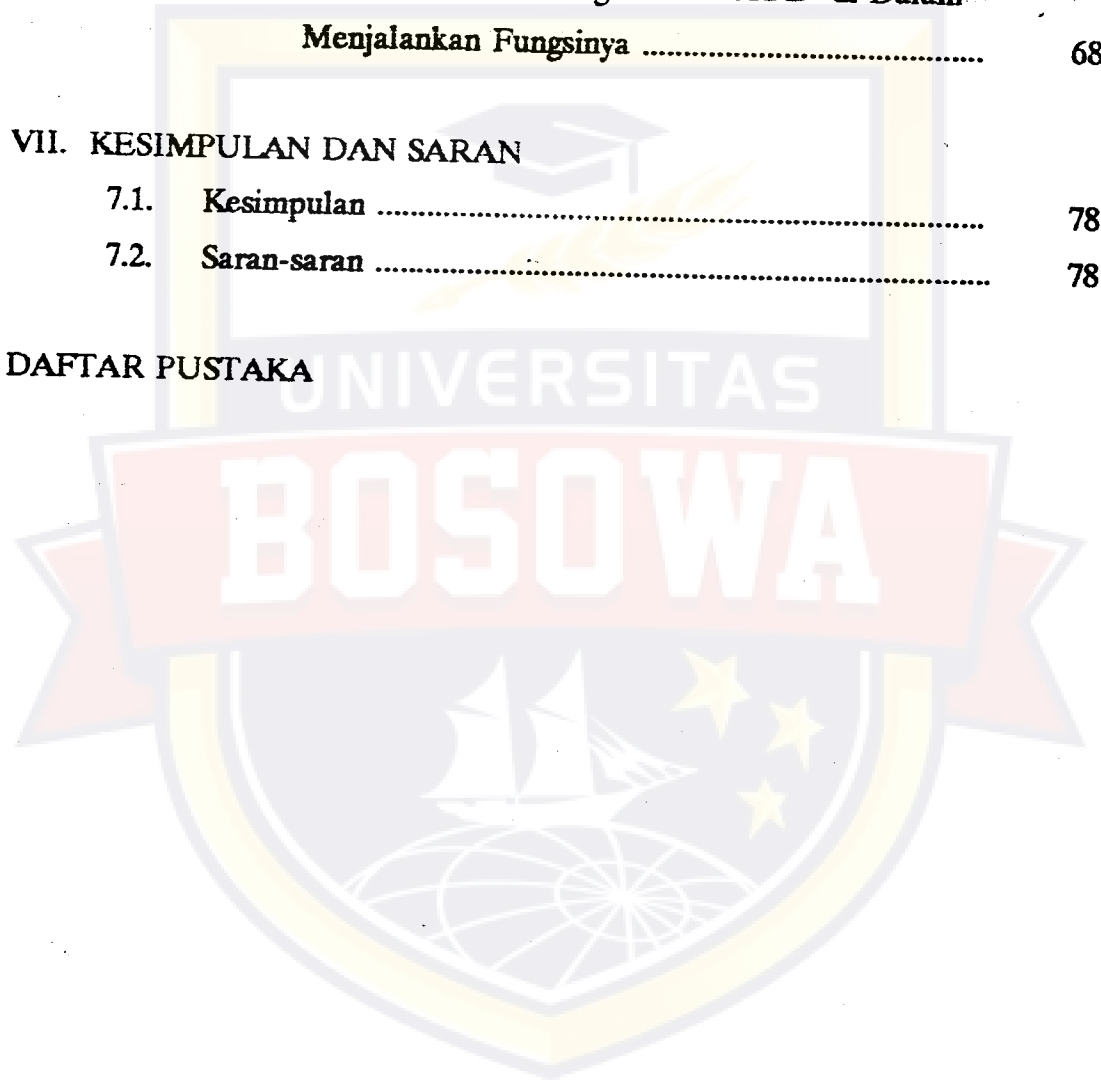 Menjalankan Fungsinya ........................................ 68
VII. KESIMPULAN DAN SARAN
7.1. Kesimpulan ........................................ 78
7.2. Saran-saran ........................................ 78
DAFTAR PUSTAKA
UNIVERSITAS
BOSOWA